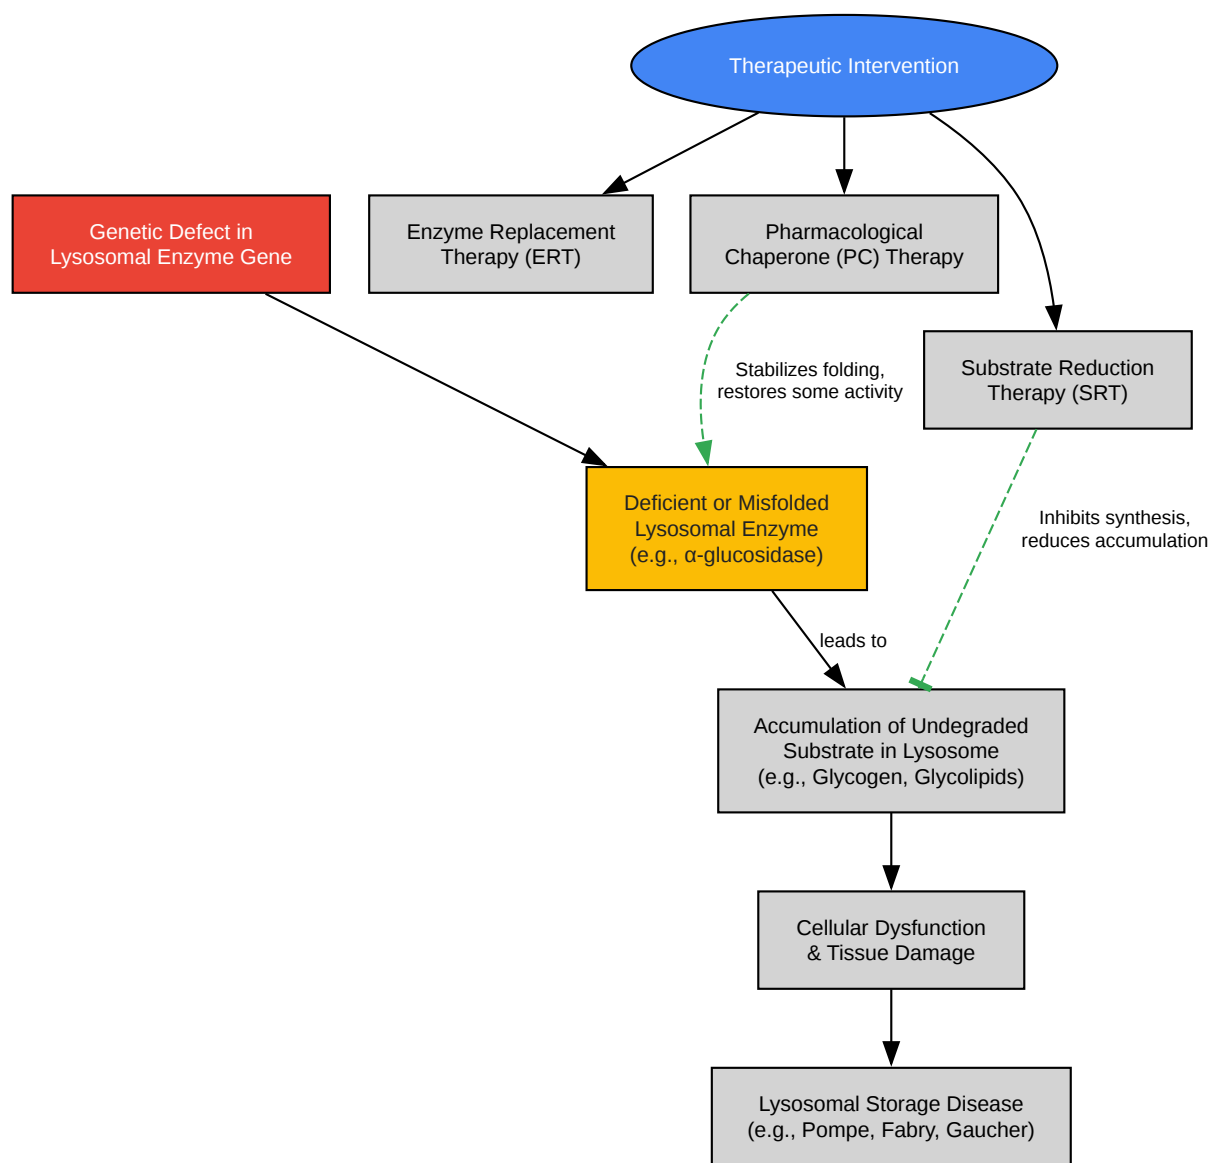 Therapeutic Intervention
Genetic Defect in
Lysosomal Enzyme Gene
Enzyme Replacement
Therapy (ERT)
Pharmacological
Chaperone (PC) Therapy
Substrate Reduction
Therapy (SRT)
Stabilizes folding,
restores some activity
Deficient or Misfolded
Lysosomal Enzyme
(e.g., α-glucosidase)
Inhibits synthesis,
reduces accumulation
leads to
Accumulation of Undegraded
Substrate in Lysosome
(e.g., Glycogen, Glycolipids)
Cellular Dysfunction
& Tissue Damage
Lysosomal Storage Disease
(e.g., Pompe, Fabry, Gaucher)